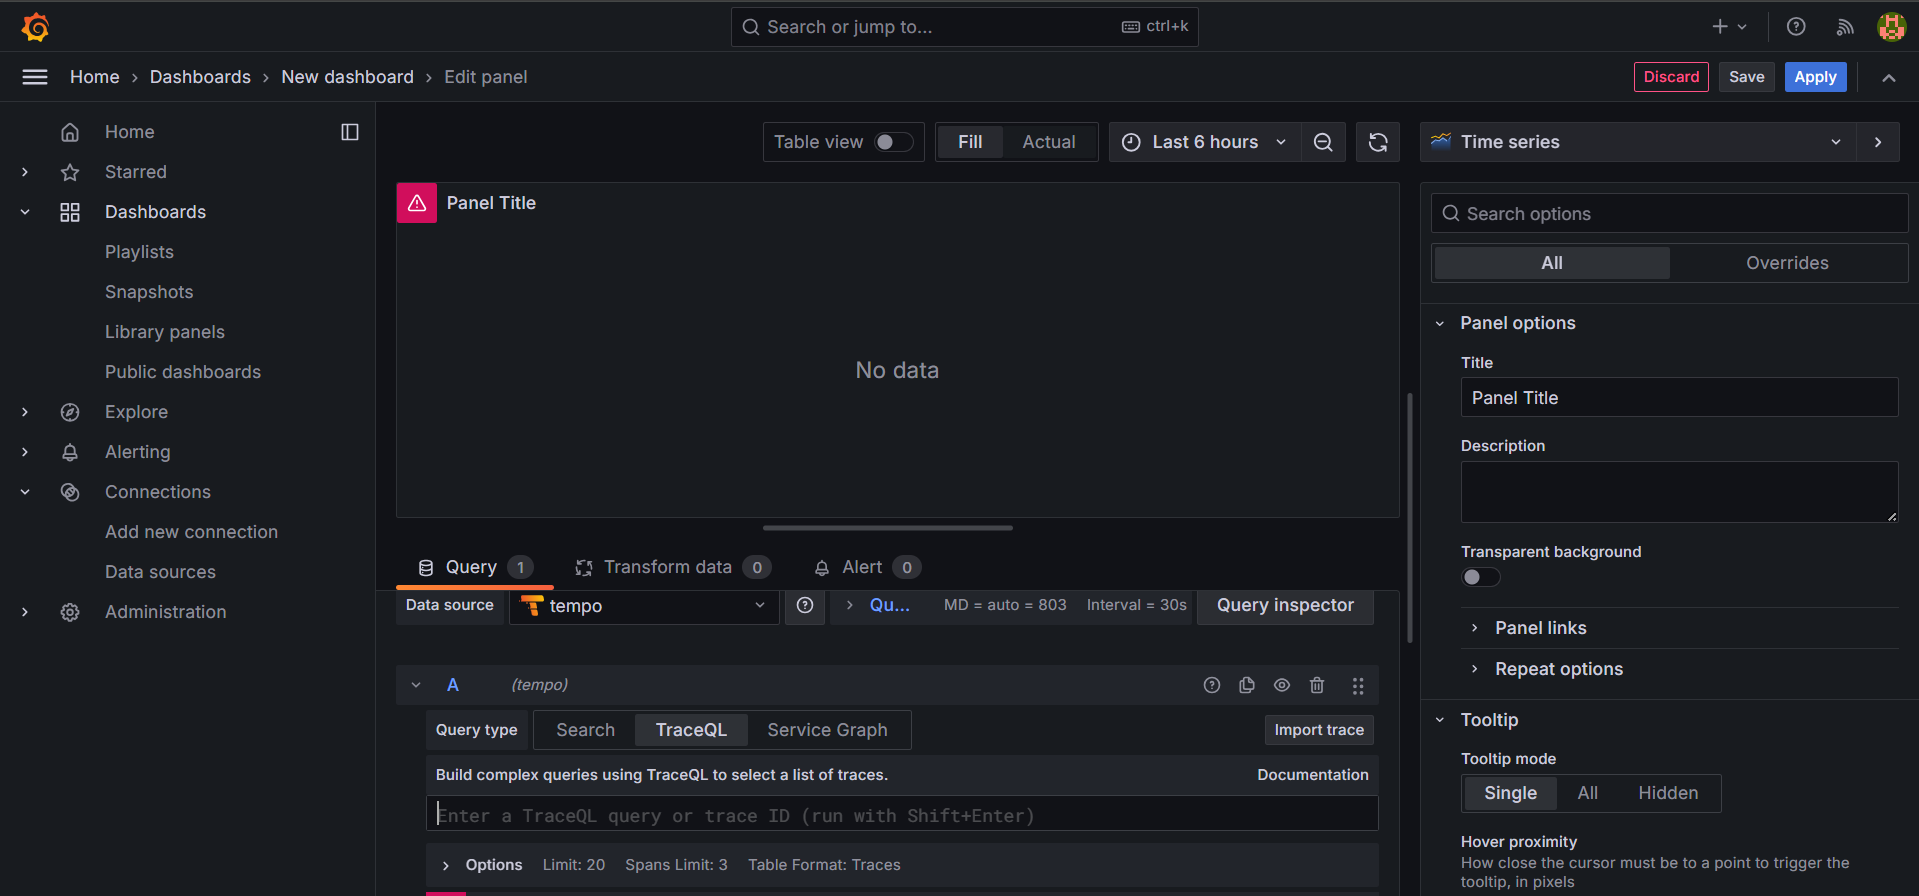 Search or jump to... ctrl+k
Home › Dashboards › New dashboard › Edit panel
Discard Save Apply
Home
Starred
Dashboards
Playlists
Snapshots
Library panels
Public dashboards
Explore
Alerting
Connections
Add new connection
Data sources
Administration
Table view Fill Actual Last 6 hours
Panel Title
No data
Query 1 Transform data 0 Alert 0
Data source tempo Qu... MD = auto = 803 Interval = 30s Query inspector
A (tempo)
Query type Search TraceQL Service Graph Import trace
Build complex queries using TraceQL to select a list of traces. Documentation
Enter a TraceQL query or trace ID (run with Shift+Enter)
Options Limit: 20 Spans Limit: 3 Table Format: Traces
Time series
Search options
All Overrides
Panel options
Title
Panel Title
Description
Transparent background
Panel links
Repeat options
Tooltip
Tooltip mode
Single All Hidden
Hover proximity
How close the cursor must be to a point to trigger the
tooltip, in pixels